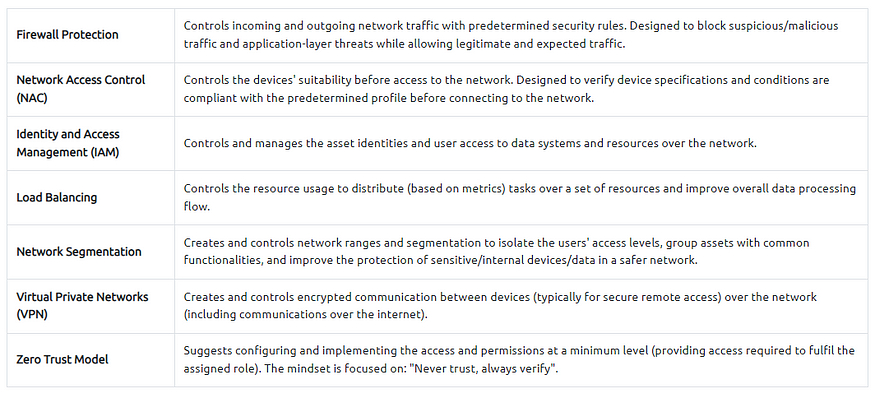 Firewall Protection
Controls incoming and outgoing network traffic with predetermined security rules. Designed to block suspicious/malicious
traffic and application-layer threats while allowing legitimate and expected traffic.
Network Access Control
(NAC)
Controls the devices' suitability before access to the network. Designed to verify device specifications and conditions are
compliant with the predetermined profile before connecting to the network.
Identity and Access
Management (IAM)
Controls and manages the asset identities and user access to data systems and resources over the network.
Load Balancing
Controls the resource usage to distribute (based on metrics) tasks over a set of resources and improve overall data processing
flow.
Network Segmentation
Creates and controls network ranges and segmentation to isolate the users' access levels, group assets with common
functionalities, and improve the protection of sensitive/internal devices/data in a safer network.
Virtual Private Networks
(VPN)
Creates and controls encrypted communication between devices (typically for secure remote access) over the network
(including communications over the internet).
Zero Trust Model
Suggests configuring and implementing the access and permissions at a minimum level (providing access required to fulfil the
assigned role). The mindset is focused on: "Never trust, always verify".